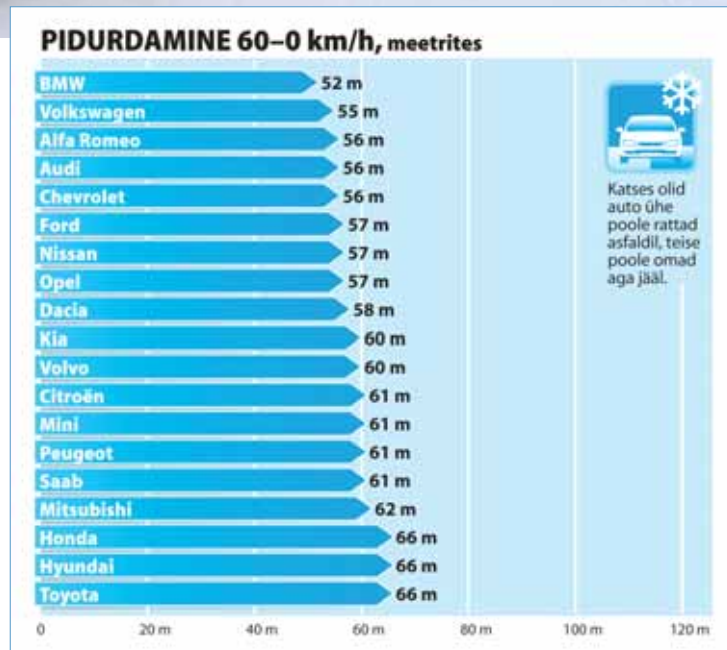 PIDURDAMINE 60–0 km/h, meetrites
BMW 52 m
Volkswagen 55 m
Alfa Romeo 56 m
Audi 56 m
Chevrolet 56 m
Ford 57 m
Nissan 57 m
Opel 57 m
Dacia 58 m
Kia 60 m
Volvo 60 m
Citroën 61 m
Mini 61 m
Peugeot 61 m
Saab 61 m
Mitsubishi 62 m
Honda 66 m
Hyundai 66 m
Toyota 66 m
0 20 m 40 m 60 m 80 m 100 m 120 m
Katses olid
auto ühe
poole rattad
asfaldil, teise
poole omad
aga jääl.